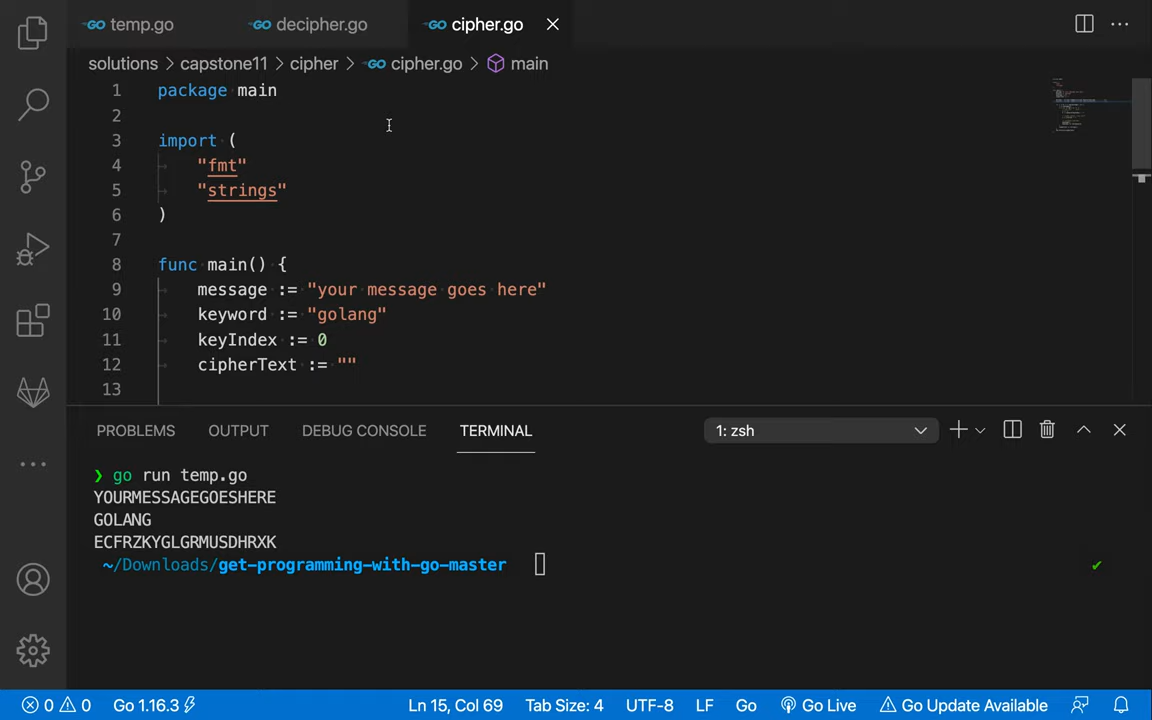 temp.go decipher.go cipher.go
solutions > capstone11 > cipher > cipher.go > main
1 package main
2
3 import (
4 "fmt"
5 "strings"
6 )
7
8 func main() {
9 message := "your message goes here"
10 keyword := "golang"
11 keyIndex := 0
12 cipherText := ""
13
PROBLEMS OUTPUT DEBUG CONSOLE TERMINAL 1: zsh
❯ go run temp.go
YOURMESSAGEGOESHERE
GOLANG
ECFRZKYGLGRMUSDHRXK
~/Downloads/get-programming-with-go-master
0 0 Go 1.16.3 Ln 15, Col 69 Tab Size: 4 UTF-8 LF Go Go Live Go Update Available